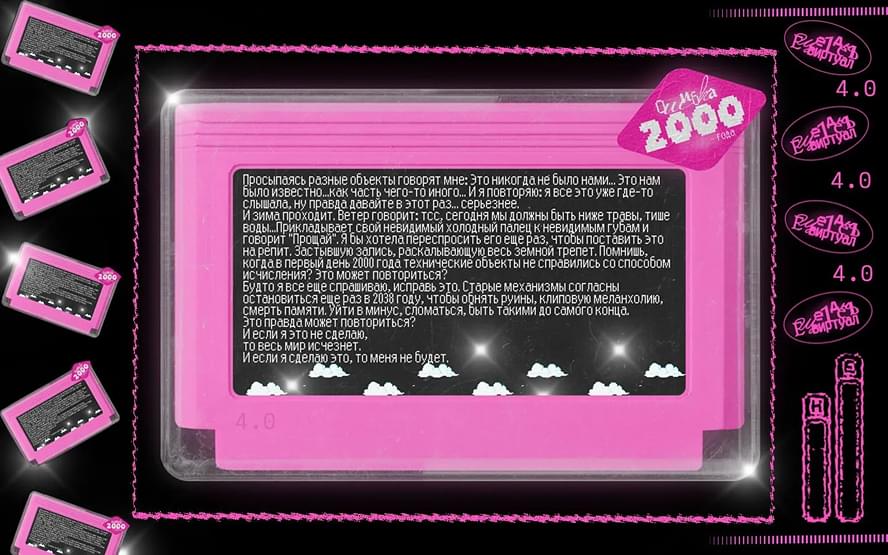 Ошибка
2000
года
Просыпаясь разные объекты говорят мне: Это никогда не было нами... Это нам
было известно...как часть чего-то иного... И я повторяю: я все это уже где-то
слышала, ну правда давайте в этот раз... серьезнее.
И зима проходит. Ветер говорит: тсс, сегодня мы должны быть ниже травы, тише
воды...Прикладывает свой невидимый холодный палец к невидимым губам и
говорит "Прощай". Я бы хотела переспросить его еще раз, чтобы поставить это
на репит. Застывшую запись, раскалывающую весь земной трепет. Помнишь,
когда в первый день 2000 года технические объекты не справились со способом
исчисления? Это может повториться?
Будто я все еще спрашиваю, исправь это. Старые механизмы согласны
остановиться еще раз в 2038 году, чтобы обнять руины, клиповую меланхолию,
смерть памяти. Уйти в минус, сломаться, быть такими до самого конца.
Это правда может повториться?
И если я это не сделаю,
то весь мир исчезнет.
И если я сделаю это, то меня не будет.
4.0
4.0
4.0
4.0
2000
2000
2000
2000
2000